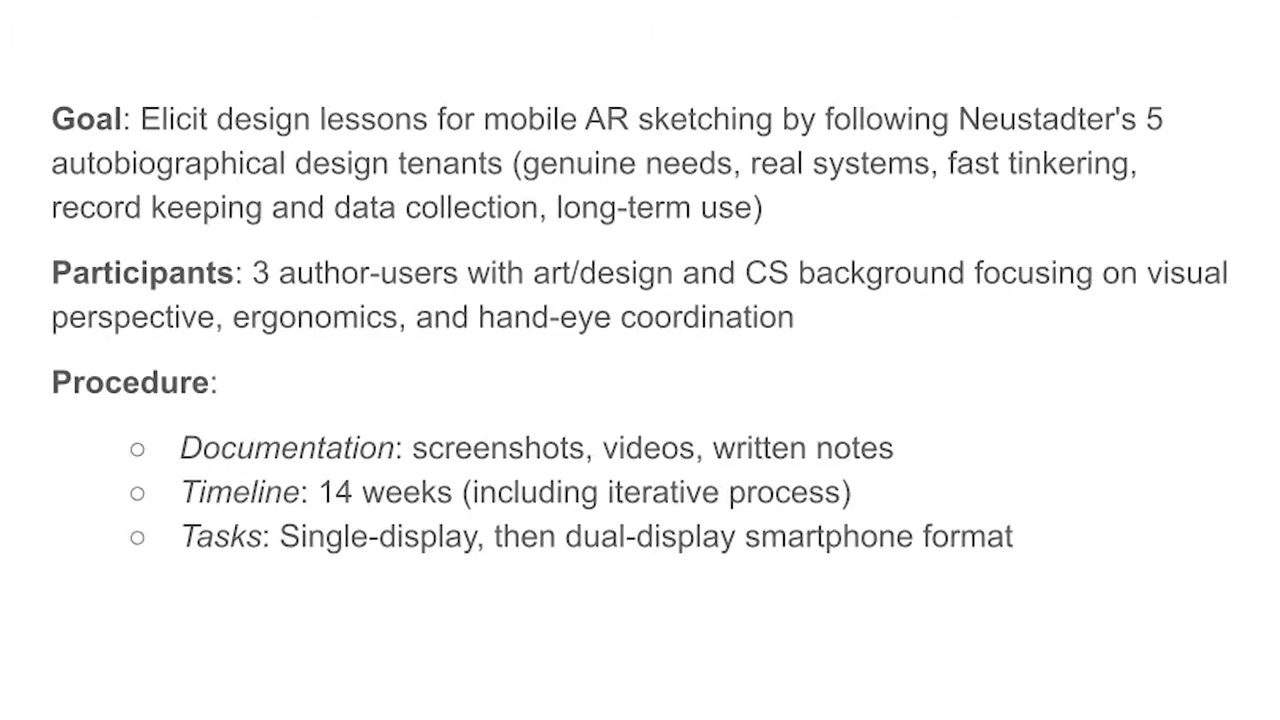 Goal: Elicit design lessons for mobile AR sketching by following Neustadter's 5
autobiographical design tenants (genuine needs, real systems, fast tinkering,
record keeping and data collection, long-term use)
Participants: 3 author-users with art/design and CS background focusing on visual
perspective, ergonomics, and hand-eye coordination
Procedure:
○ Documentation: screenshots, videos, written notes
○ Timeline: 14 weeks (including iterative process)
○ Tasks: Single-display, then dual-display smartphone format